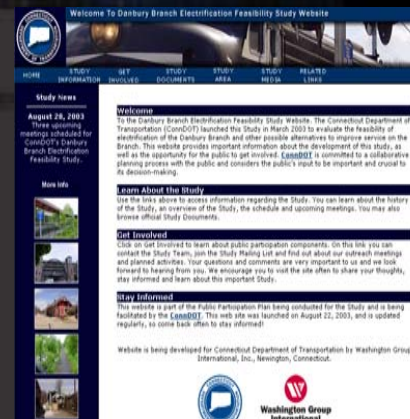 Welcome To Danbury Branch Electrification Feasibility Study Website
HOME
STUDY INFORMATION
GET INVOLVED
STUDY DOCUMENTS
STUDY AREA
STUDY MEDIA
RELATED LINKS
Study News
August 28, 2003
Three upcoming
meetings scheduled for
ConnDOT's Danbury
Branch Electrification
Feasibility Study.
More Info
Welcome
To the Danbury Branch Electrification Feasibility Study Website. The Connecticut Department of
Transportation (ConnDOT) launched this Study in March 2003 to evaluate the feasibility of
electrification of the Danbury Branch and other possible alternatives to improve service on the
Branch. This website provides important information about the development of this study, as
well as the opportunity for the public to get involved. ConnDOT is committed to a collaborative
planning process with the public and considers the public's input to be important and crucial to
its decision-making.
Learn About the Study
Use the links above to access information regarding the Study. You can learn about the history
of the Study, an overview of the Study, the schedule and upcoming meetings. You may also
browse official Study Documents.
Get Involved
Click on Get Involved to learn about public participation components. On this link you can
contact the Study Team, join the Study Mailing List and find out about our outreach meetings
and planned activities. Your questions and comments are very important to us and we look
forward to hearing from you. We encourage you to visit the site often to share your thoughts,
stay informed and learn about this important Study.
Stay Informed
This website is part of the Public Participation Plan being conducted for the Study and is being
facilitated by the ConnDOT. This web site was launched on August 22, 2003, and is updated
regularly, so come back often to stay informed!
Website is being developed for Connecticut Department of Transportation by Washington Group
International, Inc., Newington, Connecticut.
Washington Group
International